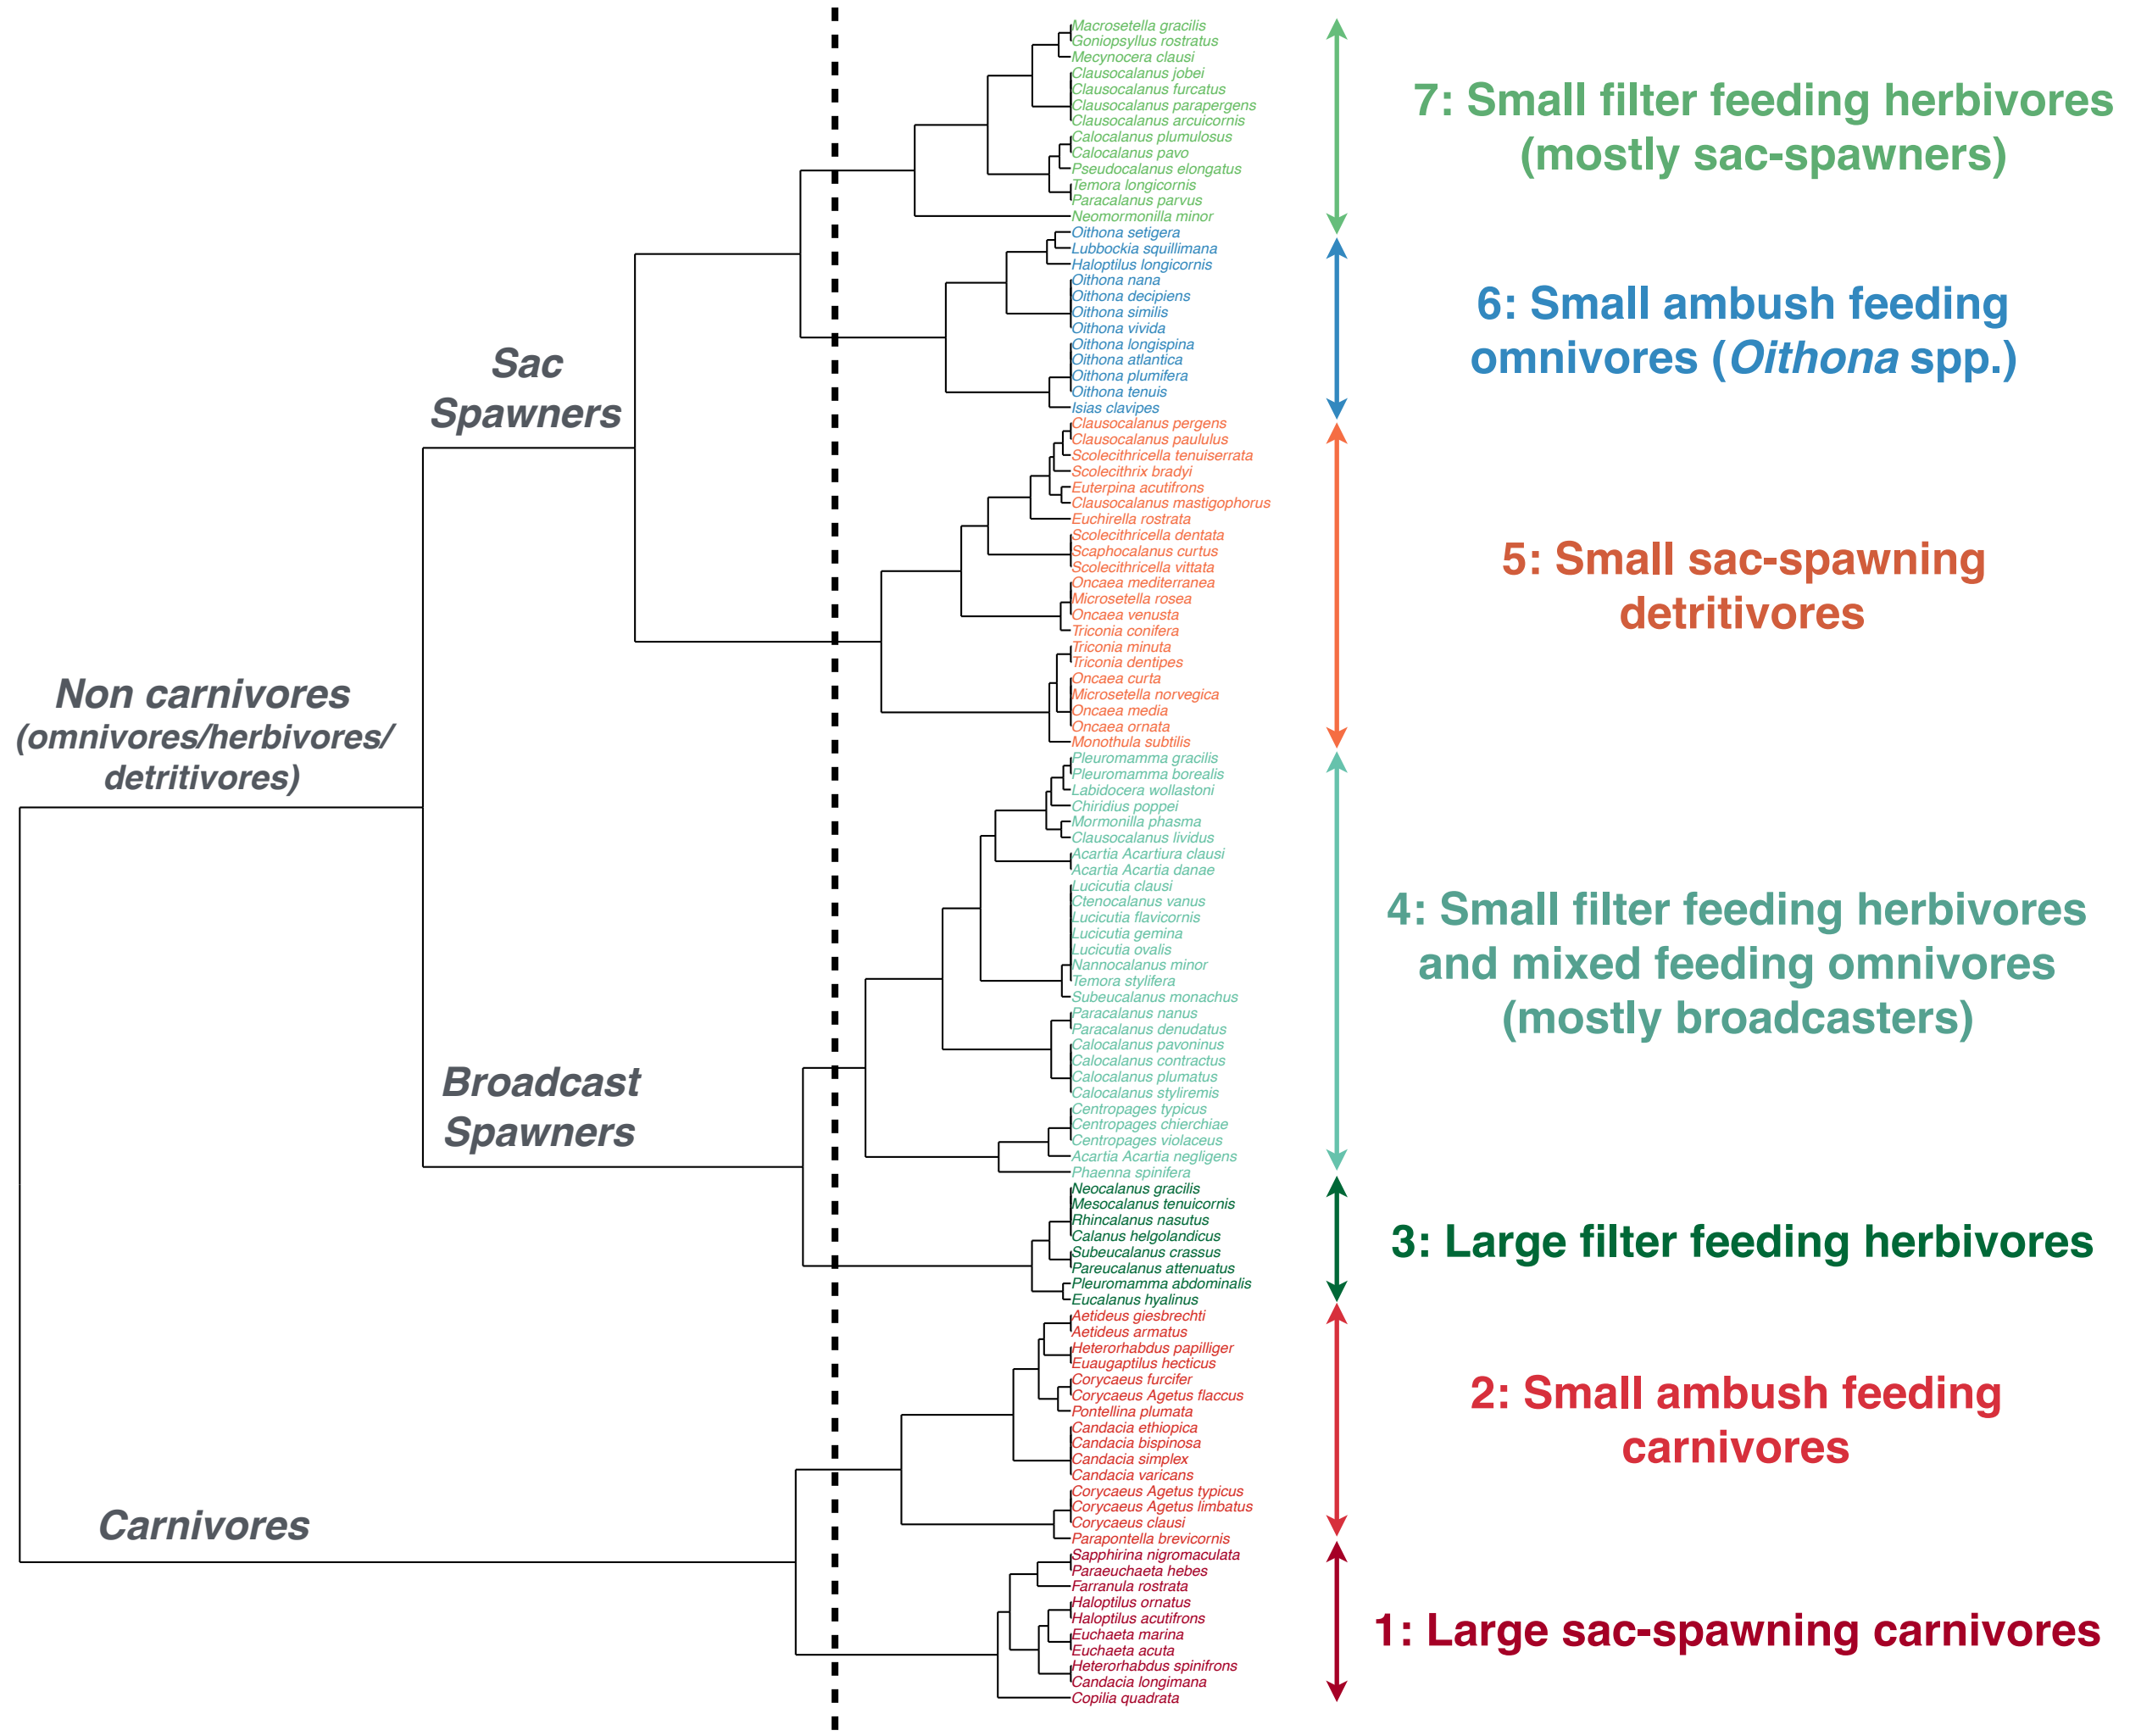 Macrosetella gracilis
Goniopsyllus rostratus
Mecynocera clausi
Clausocalanus jobei
Clausocalanus furcatus
Clausocalanus parapergens
Clausocalanus arcuicornis
Calocalanus plumulosus
Calocalanus pavo
Pseudocalanus elongatus
Temora longicornis
Paracalanus parvus
Neomormonilla minor
7: Small filter feeding herbivores
(mostly sac-spawners)
Oithona setigera
Lubbockia squillimana
Haloptilus longicornis
Oithona nana
Oithona decipiens
Oithona similis
Oithona vivida
Oithona longispina
Oithona atlantica
Oithona plumifera
Oithona tenuis
Isias clavipes
6: Small ambush feeding
omnivores (Oithona spp.)
Sac
Spawners
Clausocalanus pergens
Clausocalanus paululus
Scolecithricella tenuiserrata
Scolecithrix bradyi
Euterpina acutifrons
Clausocalanus mastigophorus
Euchirella rostrata
Scolecithricella dentata
Scaphocalanus curtus
Scolecithricella vittata
Oncaea mediterranea
Microsetella rosea
Oncaea venusta
Triconia conifera
Triconia minuta
Triconia dentipes
Oncaea curta
Microsetella norvegica
Oncaea media
Oncaea ornata
Monothula subtilis
5: Small sac-spawning
detritivores
Non carnivores
(omnivores/herbivores/
detritivores)
Pleuromamma gracilis
Pleuromamma borealis
Labidocera wollastoni
Chiridius poppei
Mormonilla phasma
Clausocalanus lividus
Acartia Acartiura clausi
Acartia Acartia danae
Lucicutia clausi
Ctenocalanus vanus
Lucicutia flavicornis
Lucicutia gemina
Lucicutia ovalis
Nannocalanus minor
Temora stylifera
Subeucalanus monachus
Paracalanus nanus
Paracalanus denudatus
Calocalanus pavoninus
Calocalanus contractus
Calocalanus plumatus
Calocalanus styliremis
Centropages typicus
Centropages chierchiae
Centropages violaceus
Acartia Acartia negligens
Phaenna spinifera
4: Small filter feeding herbivores
and mixed feeding omnivores
(mostly broadcasters)
Broadcast
Spawners
Neocalanus gracilis
Mesocalanus tenuicornis
Rhincalanus nasutus
Calanus helgolandicus
Subeucalanus crassus
Pareucalanus attenuatus
Pleuromamma abdominalis
Eucalanus hyalinus
3: Large filter feeding herbivores
Aetideus giesbrechti
Aetideus armatus
Heterorhabdus papilliger
Euaugaptilus hecticus
Corycaeus furcifer
Corycaeus Agetus flaccus
Pontellina plumata
Candacia ethiopica
Candacia bispinosa
Candacia simplex
Candacia varicans
Corycaeus Agetus typicus
Corycaeus Agetus limbatus
Corycaeus clausi
Parapontella brevicornis
2: Small ambush feeding
carnivores
Carnivores
Sapphirina nigromaculata
Paraeuchaeta hebes
Farranula rostrata
Haloptilus ornatus
Haloptilus acutifrons
Euchaeta marina
Euchaeta acuta
Heterorhabdus spinifrons
Candacia longimana
Copilia quadrata
1: Large sac-spawning carnivores